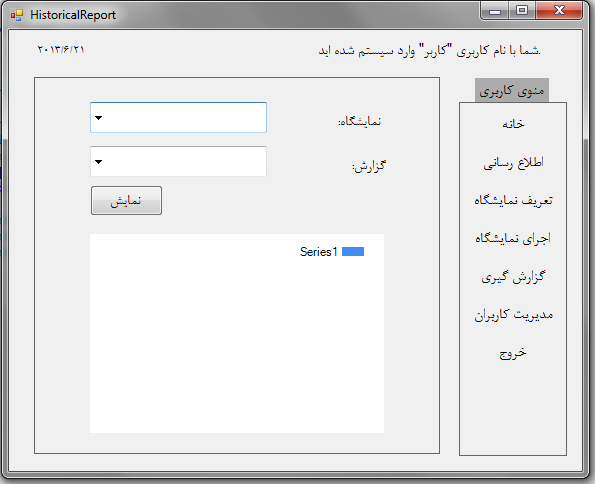 HistoricalReport
.شما با نام کاربری "کاربر" وارد سیستم شده اید
۲۰۱۳/۶/۲۱
منوی کاربری
خانه
اطلاع رسانی
تعریف نمایشگاه
اجرای نمایشگاه
گزارش گیری
مدیریت کاربران
خروج
نمایشگاه:
گزارش:
نمایش
Series1